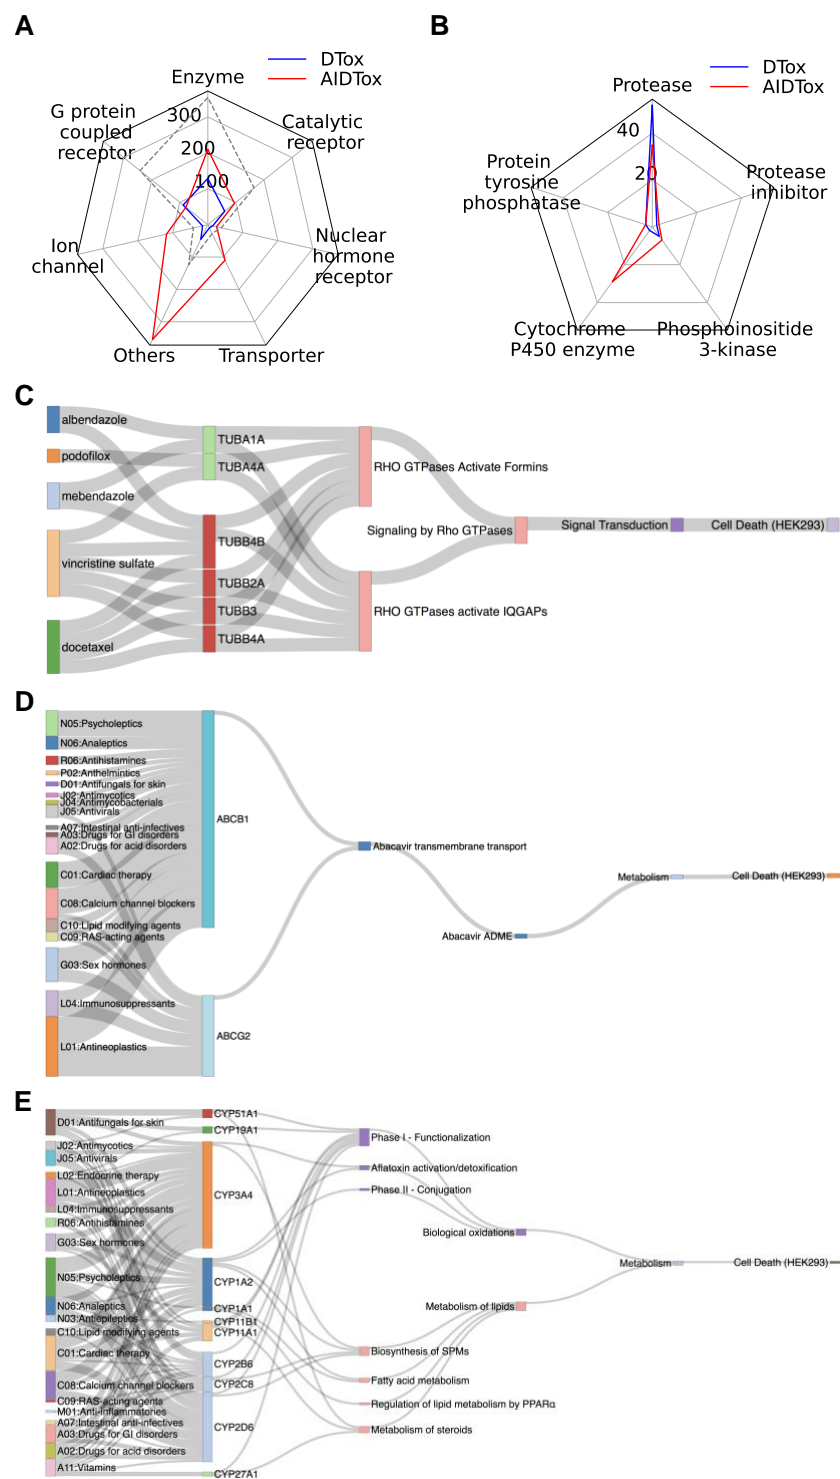 A
DTox
AIDTox
Enzyme
G protein
coupled
receptor
Catalytic
receptor
300
200
100
Ion
channel
Nuclear
hormone
receptor
Others
Transporter
B
DTox
AIDTox
Protease
40
20
Protein
tyrosine
phosphatase
Protease
inhibitor
Cytochrome
P450 enzyme
Phosphoinositide
3-kinase
C
albendazole
podofilox
mebendazole
vincristine sulfate
docetaxel
TUBA1A
TUBA4A
TUBB4B
TUBB2A
TUBB3
TUBB4A
RHO GTPases Activate Formins
RHO GTPases activate IQGAPs
Signaling by Rho GTPases
Signal Transduction
Cell Death (HEK293)
D
N05:Psycholeptics
N06:Analeptics
R06:Antihistamines
P02:Anthelmintics
D01:Antifungals for skin
J02:Antimycotics
J04:Antimycobacterials
J05:Antivirals
A07:Intestinal anti-infectives
A03:Drugs for GI disorders
A02:Drugs for acid disorders
C01:Cardiac therapy
C08:Calcium channel blockers
C10:Lipid modifying agents
C09:RAS-acting agents
G03:Sex hormones
L04:Immunosuppressants
L01:Antineoplastics
ABCB1
ABCG2
Abacavir transmembrane transport
Abacavir ADME
Metabolism
Cell Death (HEK293)
E
D01:Antifungals for skin
J02:Antimycotics
J05:Antivirals
L02:Endocrine therapy
L01:Antineoplastics
L04:Immunosuppressants
R06:Antihistamines
G03:Sex hormones
N05:Psycholeptics
N06:Analeptics
N03:Antiepileptics
C10:Lipid modifying agents
C01:Cardiac therapy
C08:Calcium channel blockers
C09:RAS-acting agents
M01:Anti-inflammatories
A07:Intestinal anti-infectives
A03:Drugs for GI disorders
A02:Drugs for acid disorders
A11:Vitamins
CYP51A1
CYP19A1
CYP3A4
CYP1A2
CYP1A1
CYP11B1
CYP11A1
CYP2B6
CYP2C8
CYP2D6
CYP27A1
Phase I - Functionalization
Aflatoxin activation/detoxification
Phase II - Conjugation
Biological oxidations
Metabolism of lipids
Biosynthesis of SPMs
Fatty acid metabolism
Regulation of lipid metabolism by PPARα
Metabolism of steroids
Metabolism
Cell Death (HEK293)